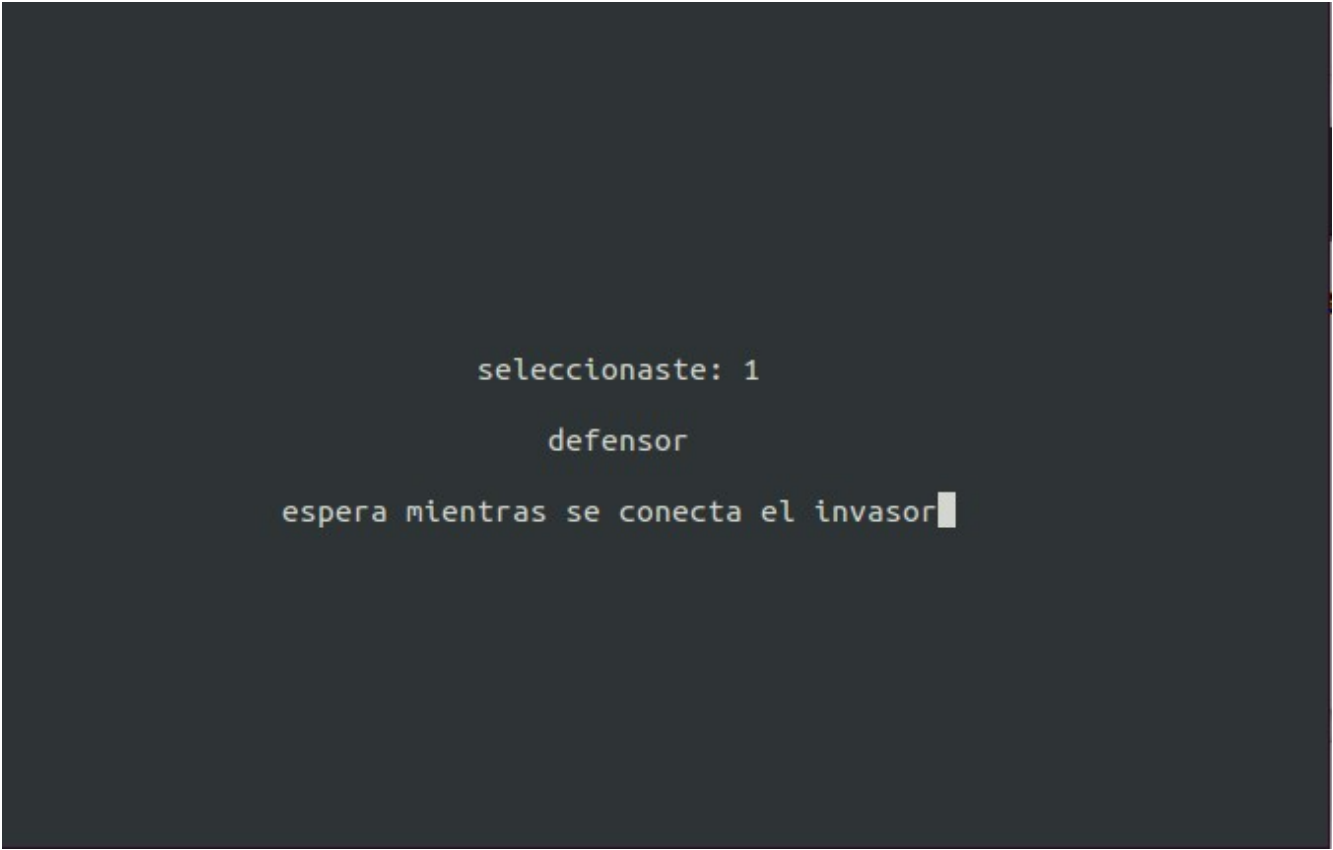 seleccionaste: 1
defensor
espera mientras se conecta el invasor